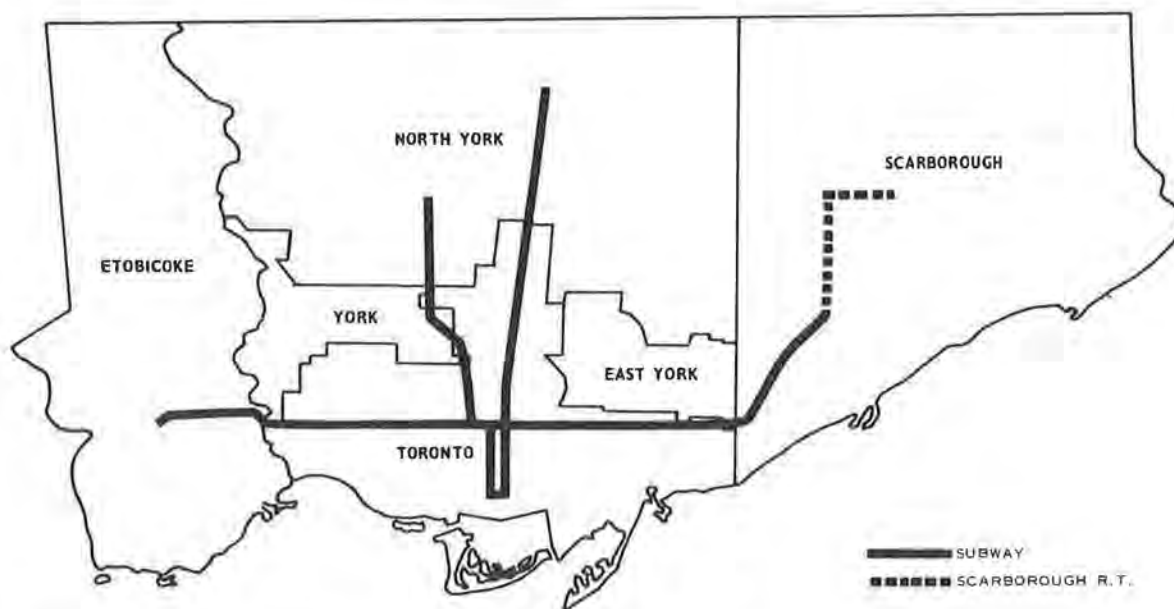 NORTH YORK
SCARBOROUGH
ETOBICOKE
YORK
EAST YORK
TORONTO
SUBWAY
SCARBOROUGH R.T.